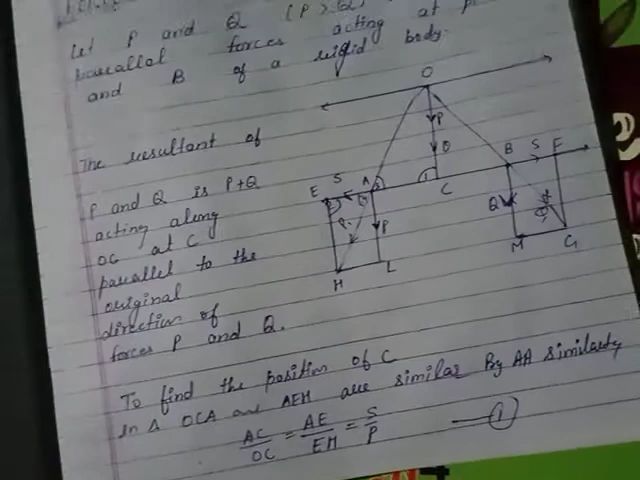 Let P and Q (P > Q)
parallel forces acting at
and B of a rigid body.
O
The resultant of
P and Q is P+Q
acting along
OC at C
parallel to the
original
direction of
forces P and Q.
P
Q
E S A C B S F
P Q
H L M G
To find the position of C
In Δ OCA and AEH are similar By AA similarity
AC/OC = AE/EH = S/P — (1)